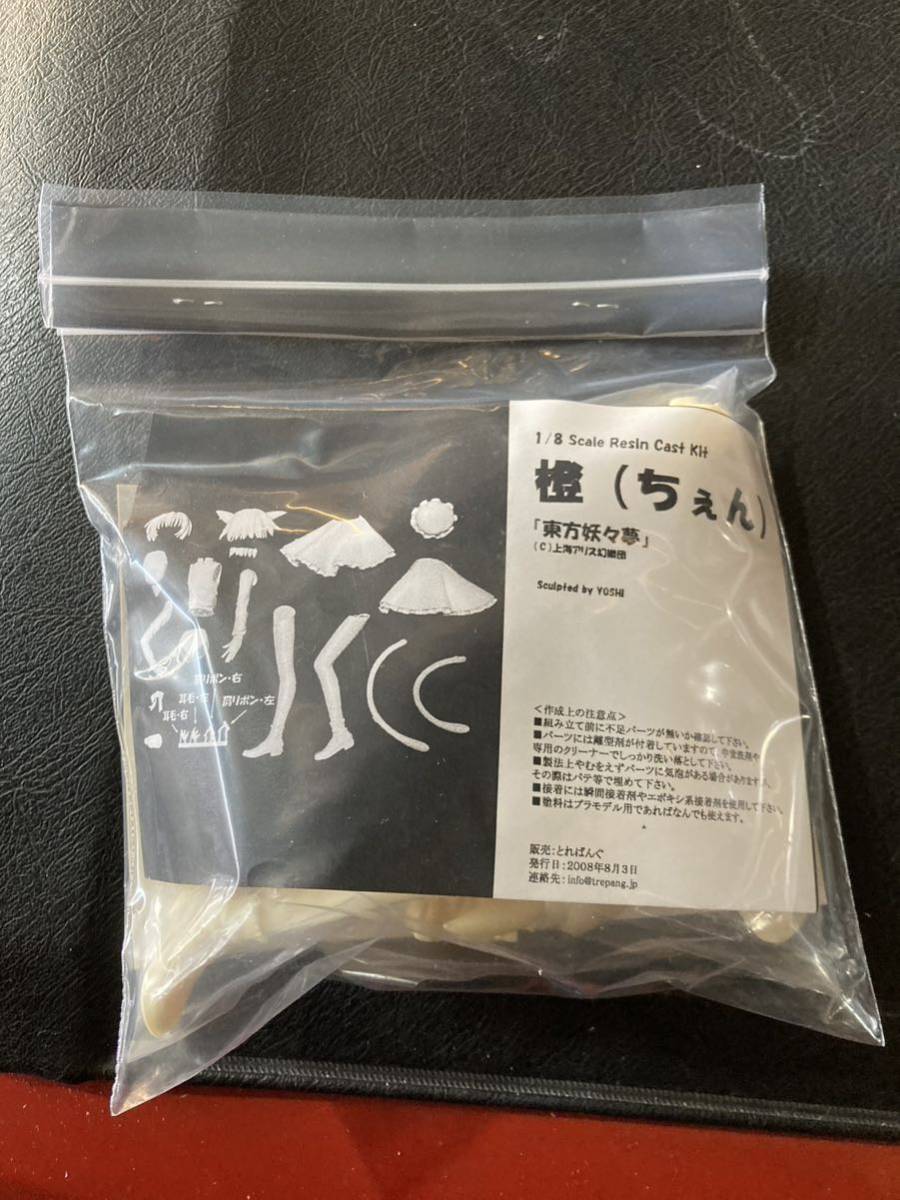 1/8 Scale Resin Cast Kit
橙（ちぇん）
「東方妖々夢」
（C）上海アリス幻樂団
Sculpted by YOSHI
リボン・右
耳毛・左
肩リボン・左
耳毛・右
＜作成上の注意点＞
■組み立て前に不足パーツが無いか確認して下さい。
■パーツには離型剤が付着していますので、中性洗剤や
専用のクリーナーでしっかり洗い落として下さい。
■製法上やむをえずパーツに気泡がある場合があります
その際はパテ等で埋めて下さい。
■接着には瞬間接着剤やエポキシ系接着剤を使用して下さい。
■塗料はプラモデル用であればなんでも使えます。
販売：とれぱんぐ
発行日：2008年8月3日
連絡先：info@trepang.jp